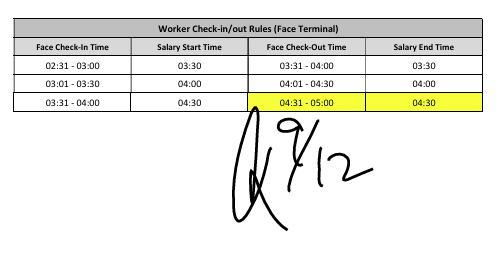 Worker Check-in/out Rules (Face Terminal)
Face Check-In Time Salary Start Time Face Check-Out Time Salary End Time
02:31 - 03:00 03:30 03:31 - 04:00 03:30
03:01 - 03:30 04:00 04:01 - 04:30 04:00
03:31 - 04:00 04:30 04:31 - 05:00 04:30
9/12